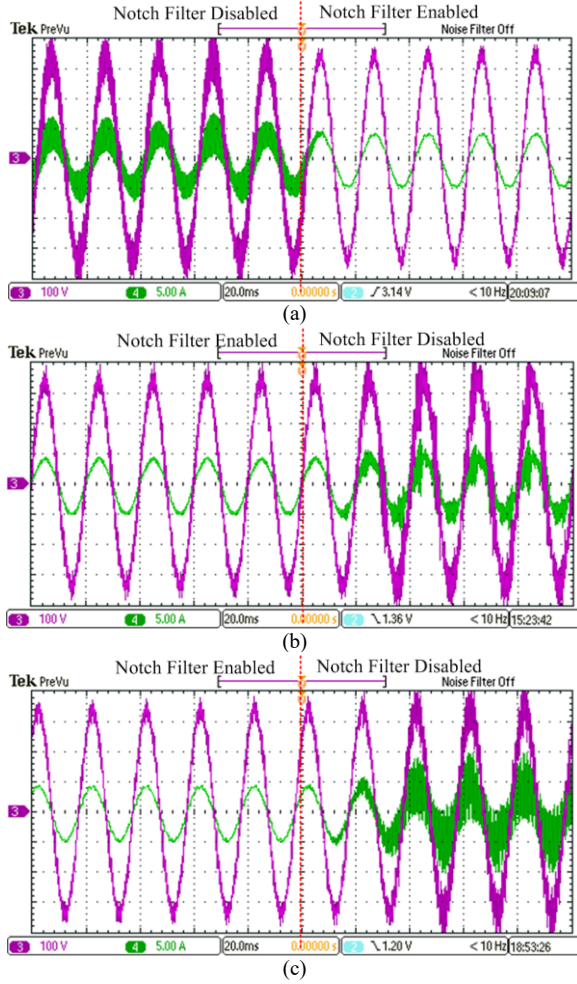 Notch Filter Disabled Notch Filter Enabled
Tek PreVu Noise Filter Off
3
3 100 V 4 5.00 A 20.0ms 0.00000 s 2 3.14 V < 10 Hz 20:09:07
(a)
Notch Filter Enabled Notch Filter Disabled
Tek PreVu Noise Filter Off
3
3 100 V 4 5.00 A 20.0ms 0.00000 s 2 1.36 V < 10 Hz 15:23:42
(b)
Notch Filter Enabled Notch Filter Disabled
Tek PreVu Noise Filter Off
3
3 100 V 4 5.00 A 20.0ms 0.00000 s 2 1.20 V < 10 Hz 18:53:26
(c)